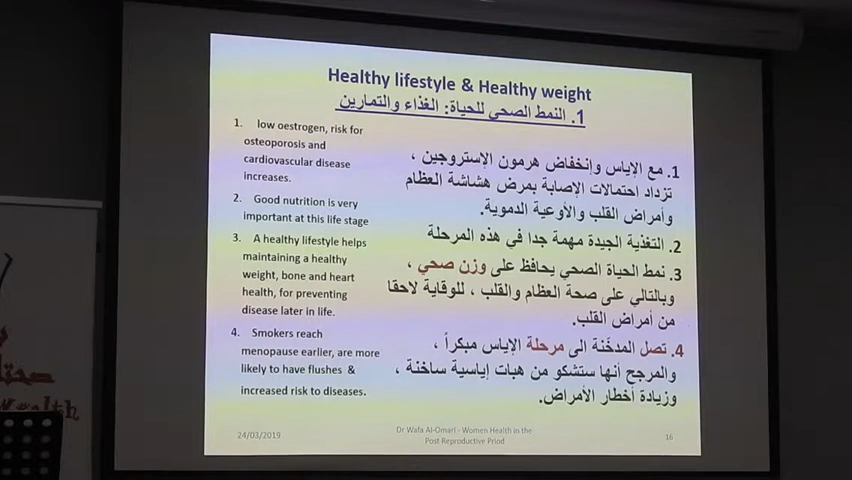 Healthy lifestyle & Healthy weight
1. النمط الصحي للحياة: الغذاء والتمارين
1. low oestrogen, risk for
osteoporosis and
cardiovascular disease
increases.
2. Good nutrition is very
important at this life stage
3. A healthy lifestyle helps
maintaining a healthy
weight, bone and heart
health, for preventing
disease later in life.
4. Smokers reach
menopause earlier, are more
likely to have flushes &
increased risk to diseases.
1. مع الإياس وإنخفاض هرمون الإستروجين ،
تزداد احتمالات الإصابة بمرض هشاشة العظام
وأمراض القلب والأوعية الدموية.
2. التغذية الجيدة مهمة جدا في هذه المرحلة
3. نمط الحياة الصحي يحافظ على وزن صحي ،
وبالتالي على صحة العظام والقلب ، للوقاية لاحقا
من أمراض القلب.
4. تصل المدخَّنة الى مرحلة الإياس مبكراً ،
والمرجح أنها ستشكو من هبات إياسية ساخنة ،
وزيادة أخطار الأمراض.
24/03/2019
Dr Wafa Al-Omari - Women Health in the
Post Reproductive Priod
16